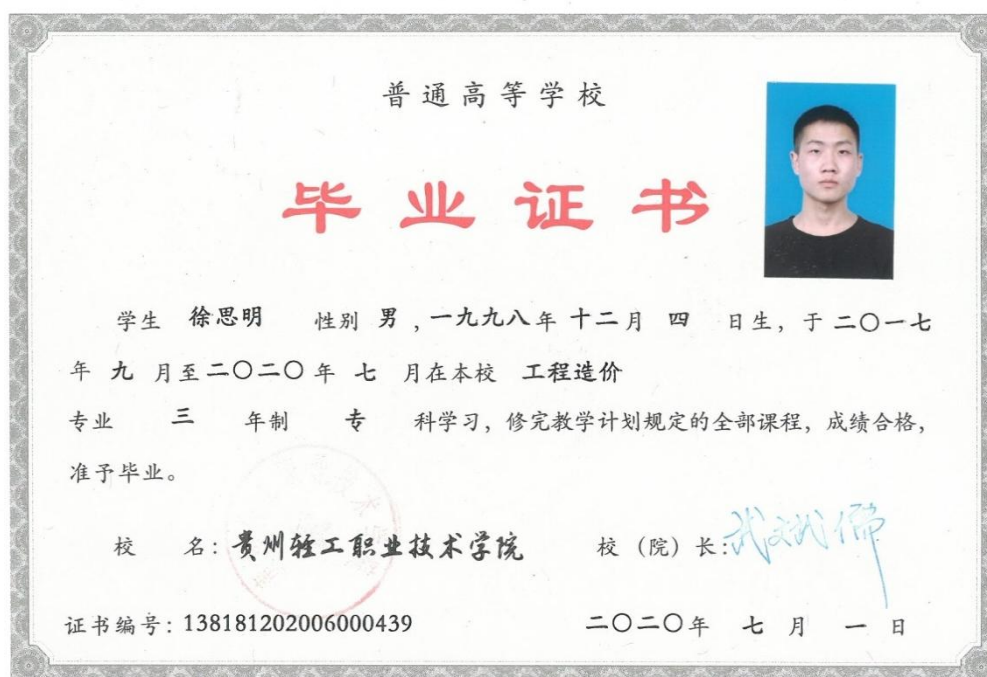 普通高等学校
毕业证书
学生 徐思明 性别 男 ,一九九八年 十二月 四 日生，于二〇一七
年 九 月至二〇二〇年 七 月在本校 工程造价
专业 三 年制 专 科学习，修完教学计划规定的全部课程，成绩合格，
准予毕业。
校 名：贵州轻工职业技术学院 校（院）长：
证书编号：138181202006000439 二〇二〇年 七 月 一 日